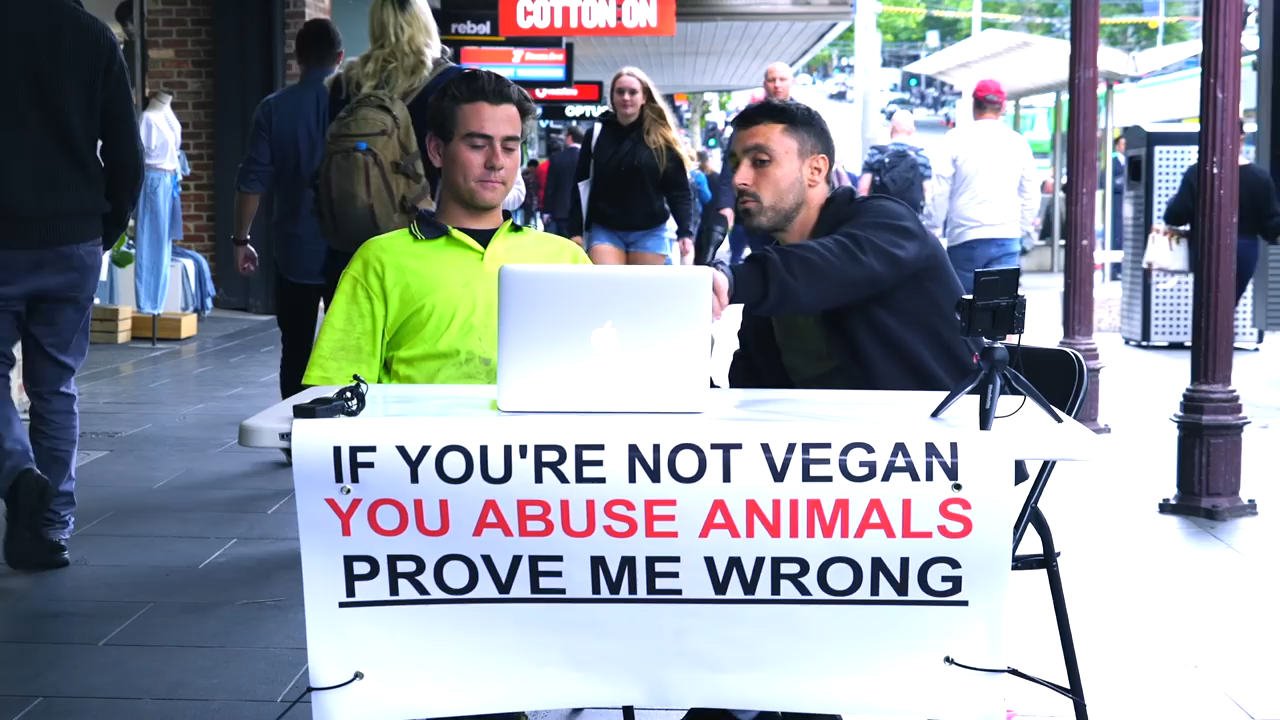 COTTON:ON
rebel
OPTUS
IF YOU'RE NOT VEGAN
YOU ABUSE ANIMALS
PROVE ME WRONG